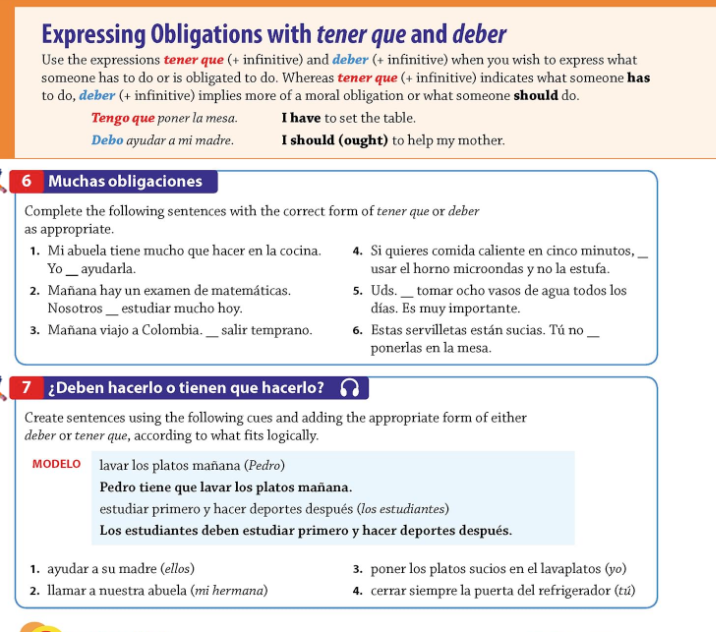 Expressing Obligations with tener que and deber
Use the expressions tener que (+ infinitive) and deber (+ infinitive) when you wish to express what
someone has to do or is obligated to do. Whereas tener que (+ infinitive) indicates what someone has
to do, deber (+ infinitive) implies more of a moral obligation or what someone should do.
Tengo que poner la mesa. I have to set the table.
Debo ayudar a mi madre. I should (ought) to help my mother.
6 Muchas obligaciones
Complete the following sentences with the correct form of tener que or deber
as appropriate.
1. Mi abuela tiene mucho que hacer en la cocina.
Yo __ ayudarla.
2. Mañana hay un examen de matemáticas.
Nosotros __ estudiar mucho hoy.
3. Mañana viajo a Colombia. __ salir temprano.
4. Si quieres comida caliente en cinco minutos, __
usar el horno microondas y no la estufa.
5. Uds. __ tomar ocho vasos de agua todos los
días. Es muy importante.
6. Estas servilletas están sucias. Tú no __
ponerlas en la mesa.
7 ¿Deben hacerlo o tienen que hacerlo?
Create sentences using the following cues and adding the appropriate form of either
deber or tener que, according to what fits logically.
MODELO lavar los platos mañana (Pedro)
Pedro tiene que lavar los platos mañana.
estudiar primero y hacer deportes después (los estudiantes)
Los estudiantes deben estudiar primero y hacer deportes después.
1. ayudar a su madre (ellos)
2. llamar a nuestra abuela (mi hermana)
3. poner los platos sucios en el lavaplatos (yo)
4. cerrar siempre la puerta del refrigerador (tú)